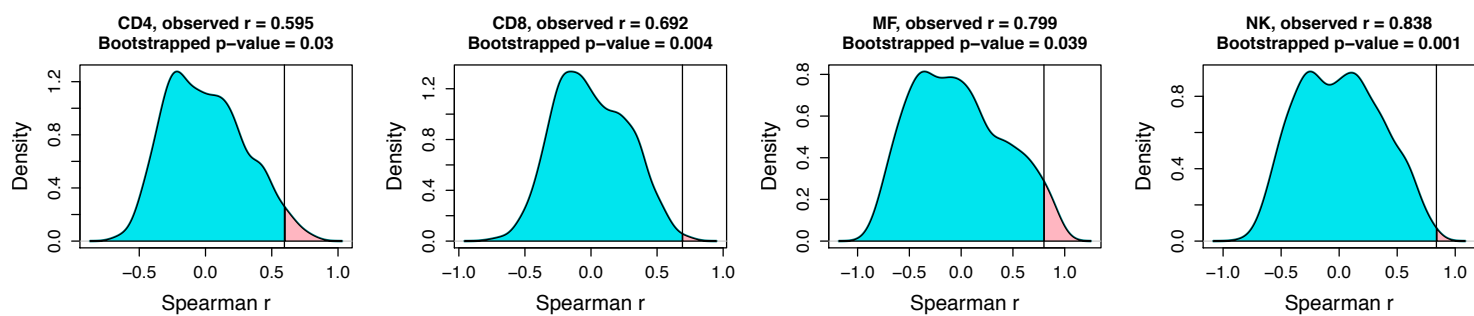 CD4, observed r = 0.595
Bootstrapped p−value = 0.03
Density
0.0
0.4
0.8
1.2
−0.5
0.0
0.5
1.0
Spearman r
CD8, observed r = 0.692
Bootstrapped p−value = 0.004
Density
0.0
0.4
0.8
1.2
−1.0
−0.5
0.0
0.5
1.0
Spearman r
MF, observed r = 0.799
Bootstrapped p−value = 0.039
Density
0.0
0.2
0.4
0.6
0.8
−1.0
−0.5
0.0
0.5
1.0
Spearman r
NK, observed r = 0.838
Bootstrapped p−value = 0.001
Density
0.0
0.4
0.8
−1.0
−0.5
0.0
0.5
1.0
Spearman r